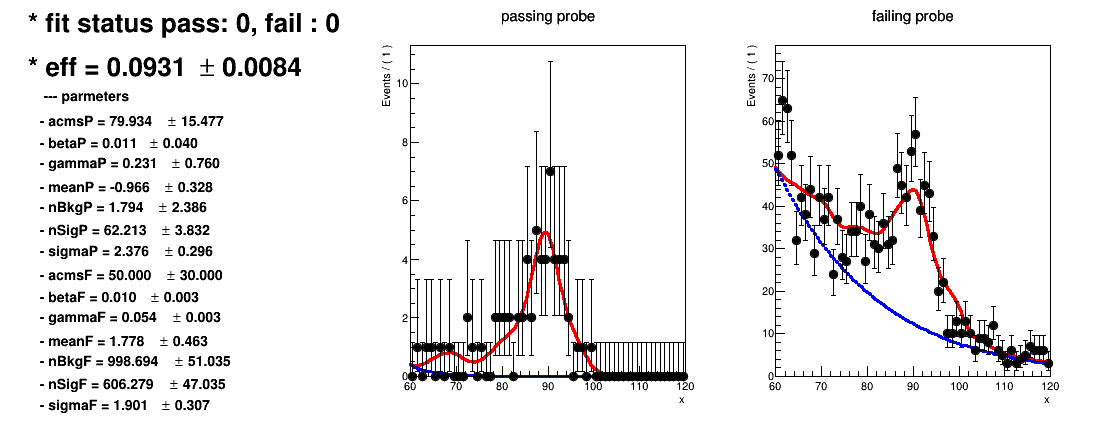 * fit status pass: 0, fail : 0
* eff = 0.0931 ± 0.0084
--- parmeters
- acmsP = 79.934 ± 15.477
- betaP = 0.011 ± 0.040
- gammaP = 0.231 ± 0.760
- meanP = -0.966 ± 0.328
- nBkgP = 1.794 ± 2.386
- nSigP = 62.213 ± 3.832
- sigmaP = 2.376 ± 0.296
- acmsF = 50.000 ± 30.000
- betaF = 0.010 ± 0.003
- gammaF = 0.054 ± 0.003
- meanF = 1.778 ± 0.463
- nBkgF = 998.694 ± 51.035
- nSigF = 606.279 ± 47.035
- sigmaF = 1.901 ± 0.307
passing probe
Events / ( 1 )
10
8
6
4
2
0
60 70 80 90 100 110 120
x
failing probe
Events / ( 1 )
70
60
50
40
30
20
10
0
60 70 80 90 100 110 120
x